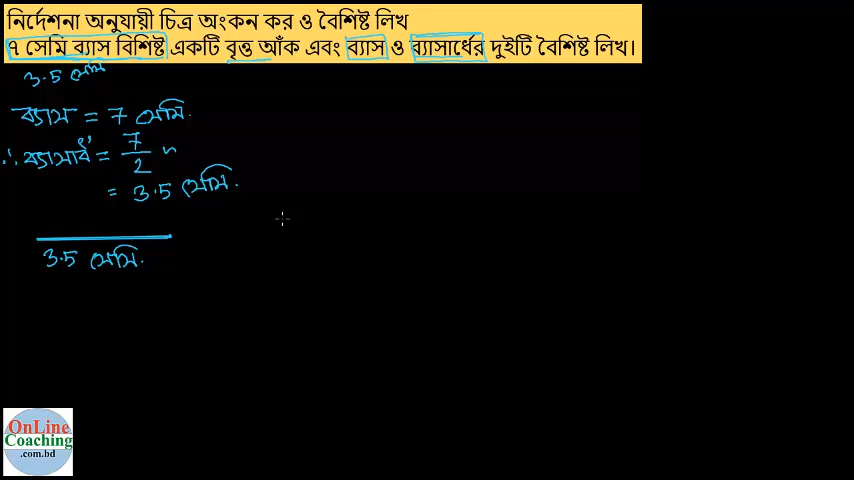 নির্দেশনা অনুযায়ী চিত্র অংকন কর ও বৈশিষ্ট লিখ
৭ সেমি ব্যাস বিশিষ্ট একটি বৃত্ত আঁক এবং ব্যাস ও ব্যাসার্ধের দুইটি বৈশিষ্ট লিখ।
3.5 সেমি
ব্যাস = 7 সেমি.
∴ ব্যাসার্ধ = 7/2 "
= 3.5 সেমি.
3.5 সেমি.
OnLine
Coaching
.com.bd